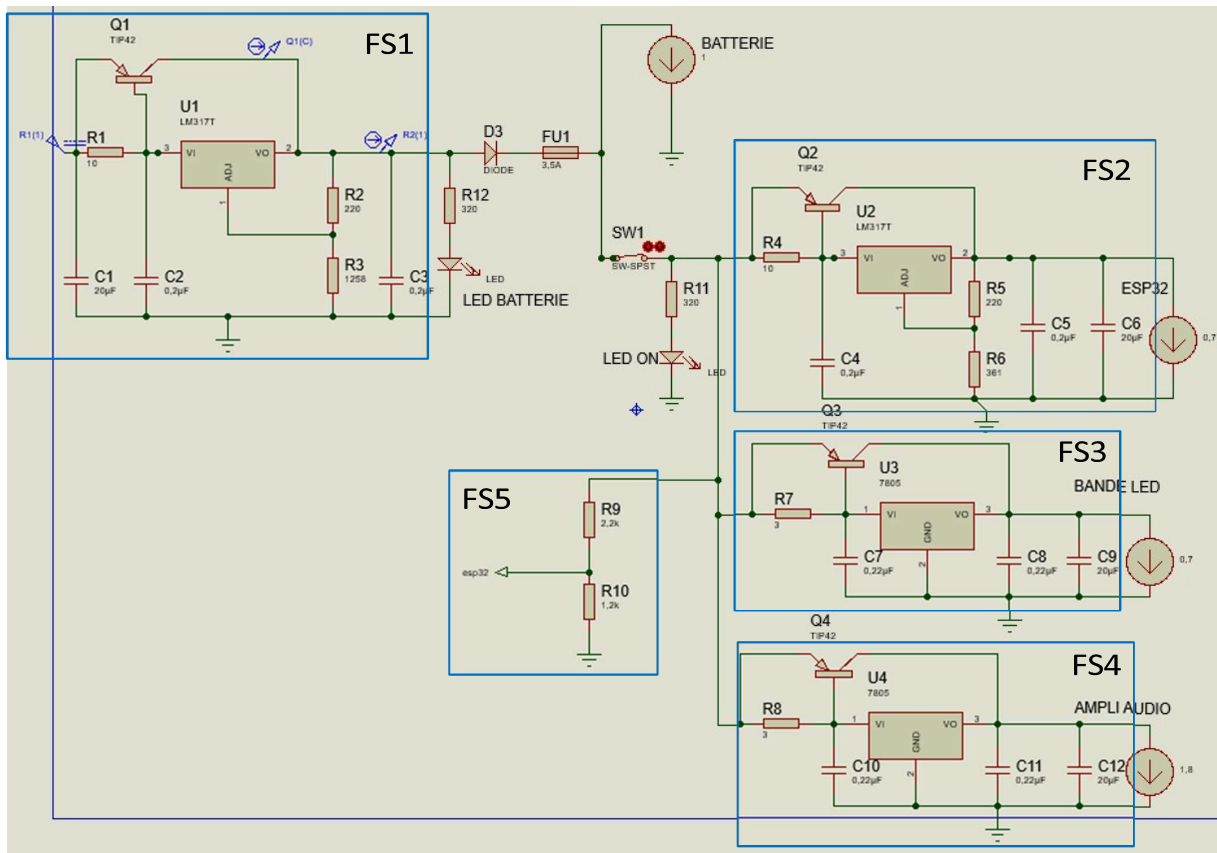 FS1
Q1
TIP42
Q1(C)
U1
LM317T
R1(1)
R1
10
3
VI
VO
2
ADJ
1
R2(1)
R2
220
R3
1258
C1
20µF
C2
0,2µF
C3
0,2µF
R12
320
LED
LED BATTERIE
D3
DIODE
FU1
3,5A
BATTERIE
1
SW1
SW-SPST
R11
320
LED ON
LED
FS2
Q2
TIP42
U2
LM317T
R4
10
3
VI
VO
2
ADJ
1
R5
220
R6
361
C4
0,2µF
C5
0,2µF
C6
20µF
ESP32
0,7
FS3
Q3
TIP42
U3
7805
R7
3
1
VI
VO
3
GND
2
C7
0,22µF
C8
0,22µF
C9
20µF
BANDE LED
0,7
FS5
R9
2,2k
esp32
R10
1,2k
FS4
Q4
TIP42
U4
7805
R8
3
1
VI
VO
3
GND
2
C10
0,22µF
C11
0,22µF
C12
20µF
AMPLI AUDIO
1,8